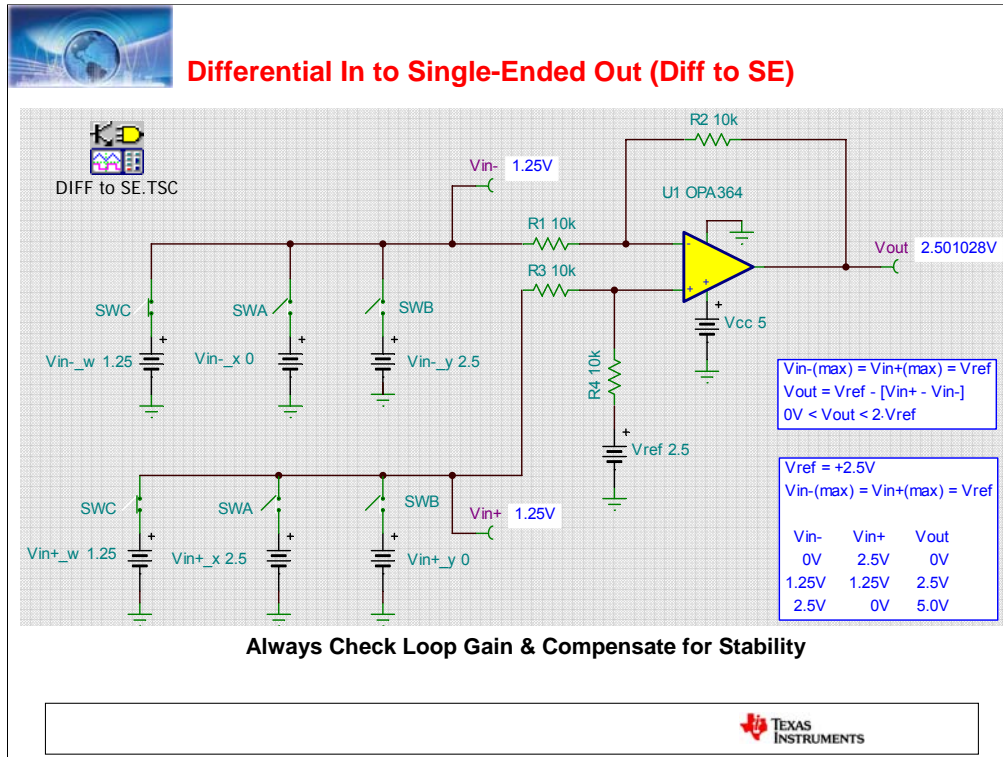 Differential In to Single-Ended Out (Diff to SE)
DIFF to SE.TSC
R2 10k
Vin- 1.25V
U1 OPA364
R1 10k
Vout 2.501028V
R3 10k
SWC
SWA
SWB
Vcc 5
Vin-_w 1.25
Vin-_x 0
Vin-_y 2.5
R4 10k
Vin-(max) = Vin+(max) = Vref
Vout = Vref - [Vin+ - Vin-]
0V < Vout < 2·Vref
Vref 2.5
Vref = +2.5V
Vin-(max) = Vin+(max) = Vref
SWC
SWA
SWB
Vin+ 1.25V
Vin+_w 1.25
Vin+_x 2.5
Vin+_y 0
Vin- Vin+ Vout
0V 2.5V 0V
1.25V 1.25V 2.5V
2.5V 0V 5.0V
Always Check Loop Gain & Compensate for Stability
TEXAS
INSTRUMENTS